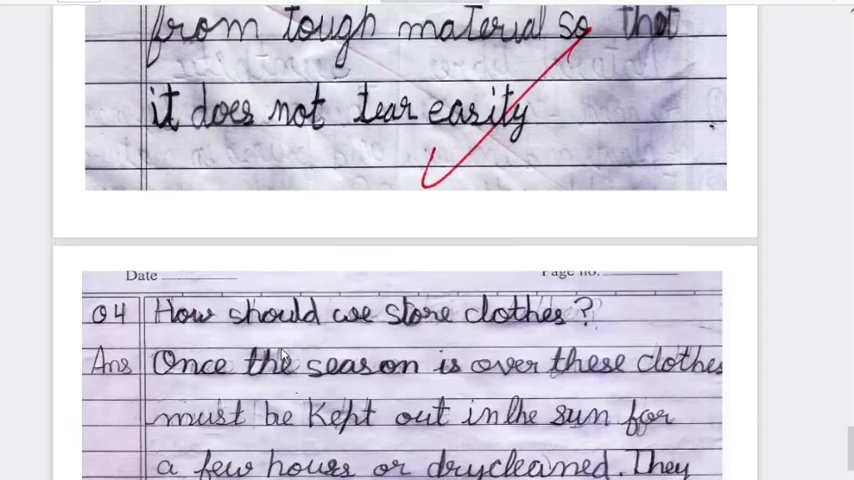 from tough material so that
it does not tear easity
Date
Page no.
Q4 How should we store clothes?
Ans Once the season is over these clothes
must be kept out in the sun for
a few hours or drycleaned. They